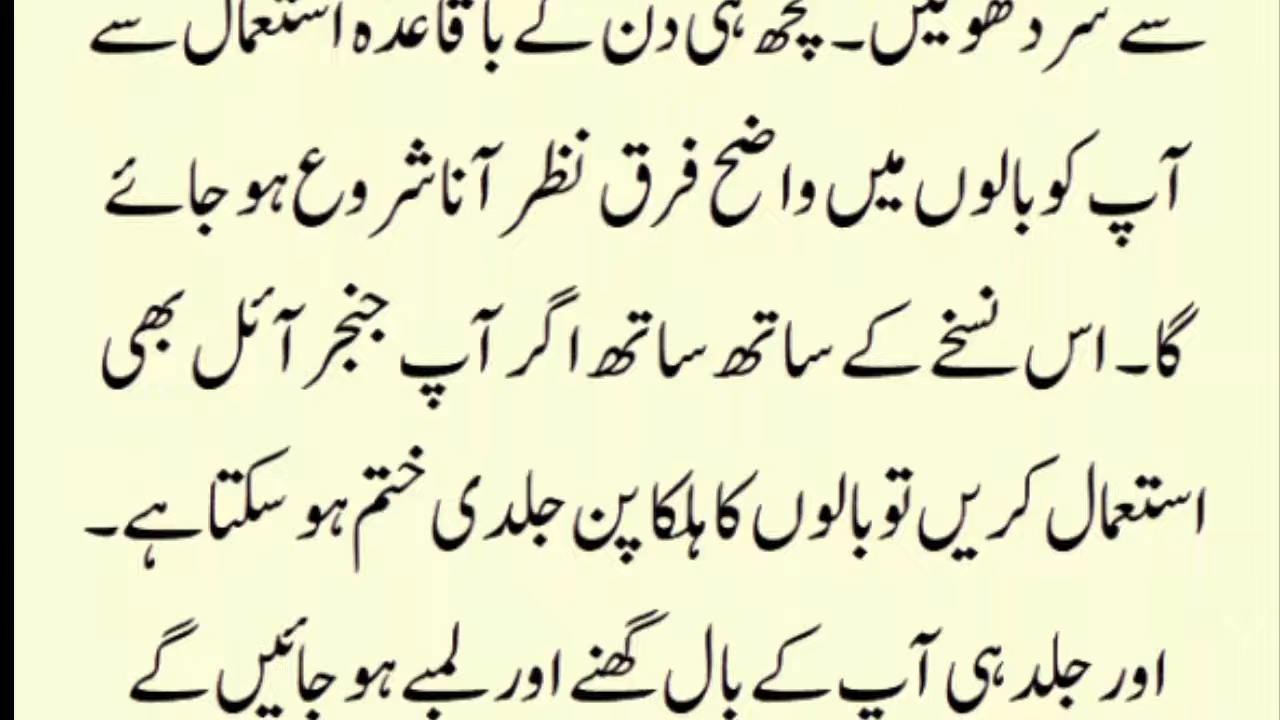 سے سر دھوئیں۔ کچھ ہی دن کے باقاعدہ استعمال سے
آپ کو بالوں میں واضح فرق نظر آنا شروع ہو جائے
گا۔ اس نسخے کے ساتھ ساتھ اگر آپ جنجر آئل بھی
استعمال کریں تو بالوں کا ہلکا پن جلدی ختم ہو سکتا ہے۔
اور جلد ہی آپ کے بال گھنے اور لمبے ہو جائیں گے